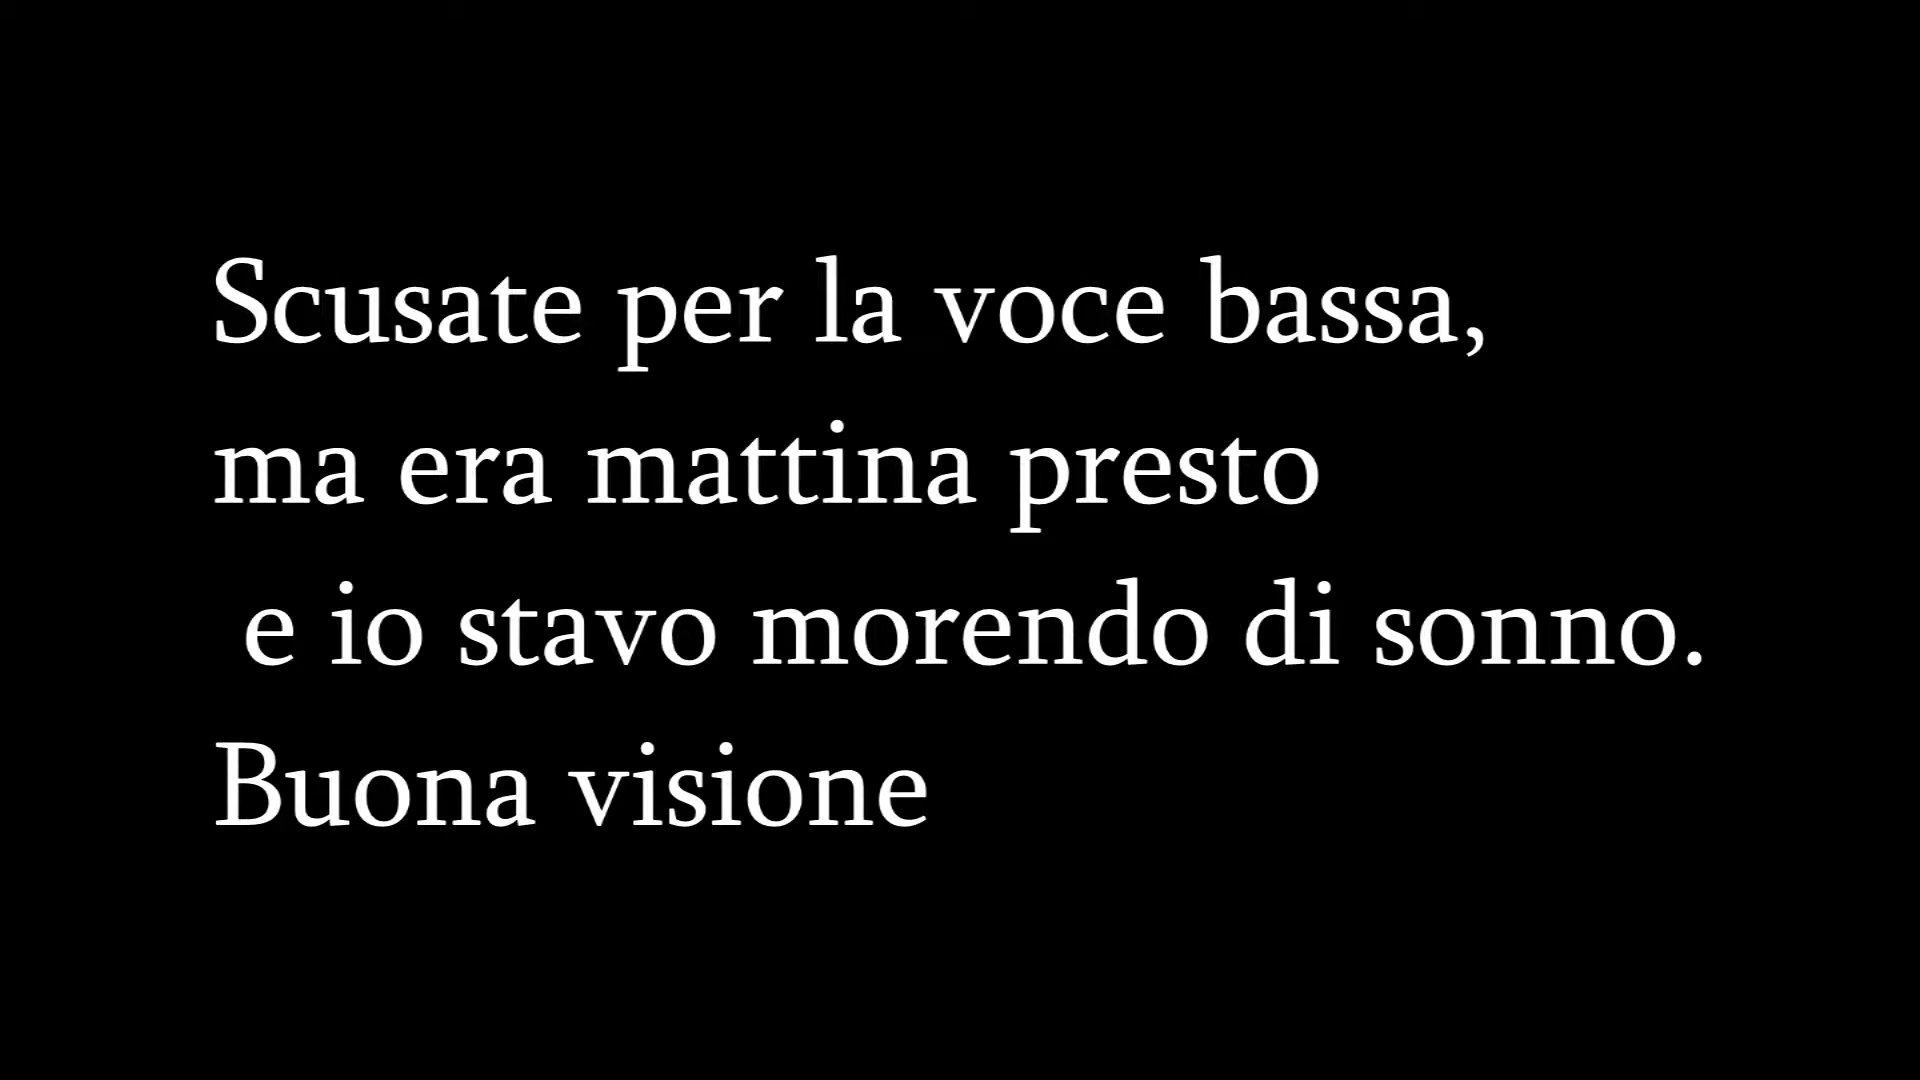 Scusate per la voce bassa,
ma era mattina presto
e io stavo morendo di sonno.
Buona visione